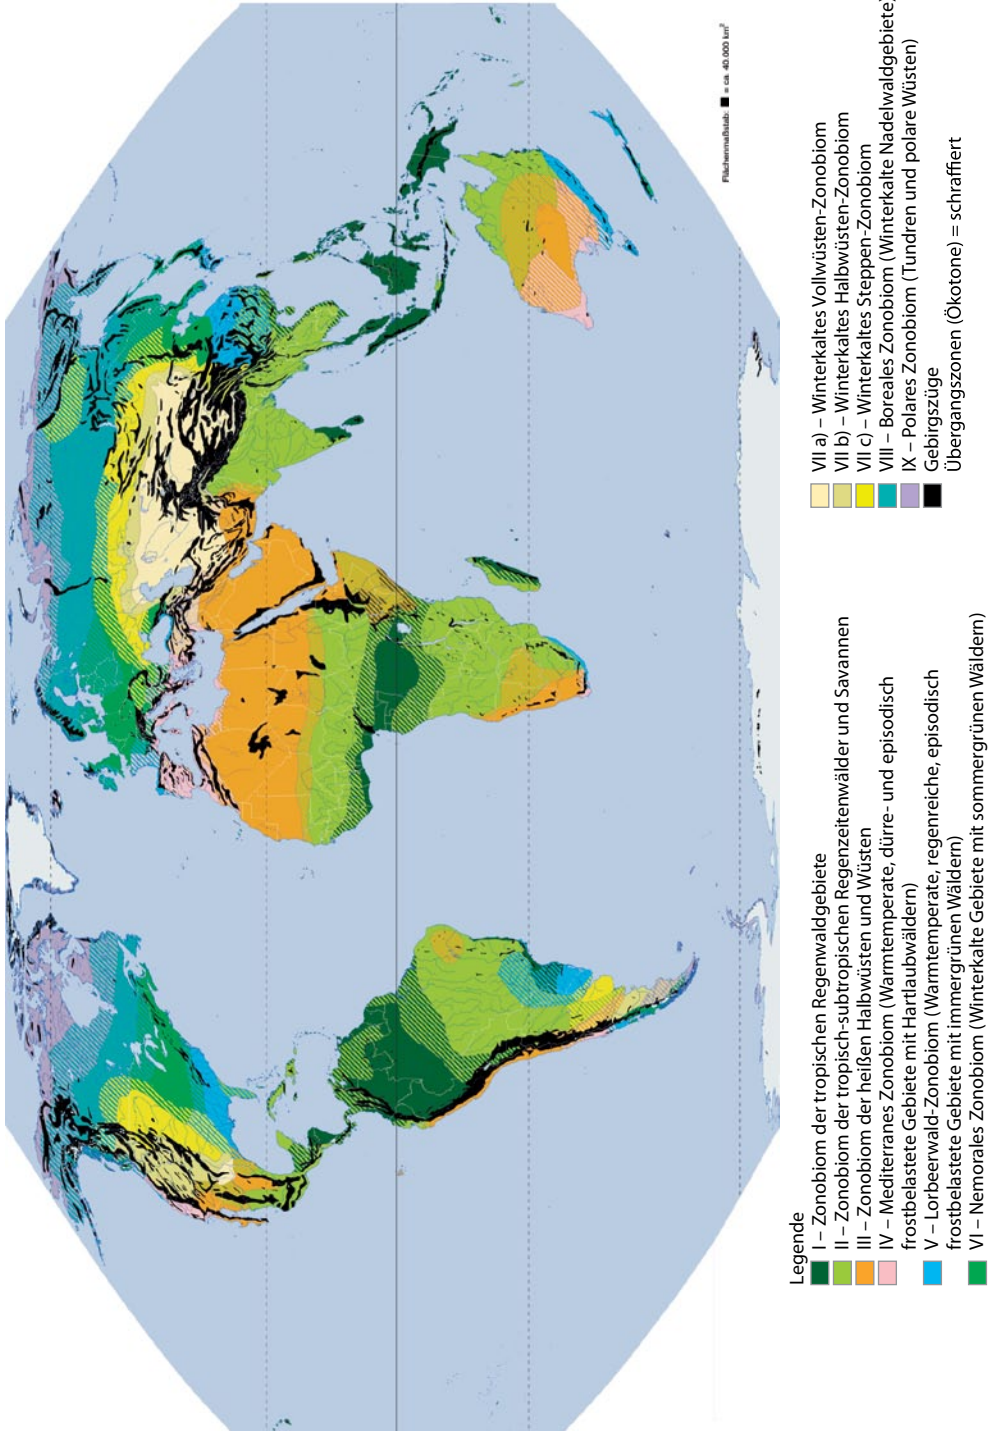 Flächenmaßstab: ■ = ca. 40.000 km²
Legende
I – Zonobiom der tropischen Regenwaldgebiete
II – Zonobiom der tropisch-subtropischen Regenzeitenwälder und Savannen
III – Zonobiom der heißen Halbwüsten und Wüsten
IV – Mediterranes Zonobiom (Warmtemperate, dürre- und episodisch
frostbelastete Gebiete mit Hartlaubwäldern)
V – Lorbeerwald-Zonobiom (Warmtemperate, regenreiche, episodisch
frostbelastete Gebiete mit immergrünen Wäldern)
VI – Nemorales Zonobiom (Winterkalte Gebiete mit sommergrünen Wäldern)
VII a) – Winterkaltes Vollwüsten-Zonobiom
VII b) – Winterkaltes Halbwüsten-Zonobiom
VII c) – Winterkaltes Steppen-Zonobiom
VIII – Boreales Zonobiom (Winterkalte Nadelwaldgebiete)
IX – Polares Zonobiom (Tundren und polare Wüsten)
Gebirgszüge
Übergangszonen (Ökotone) = schraffiert